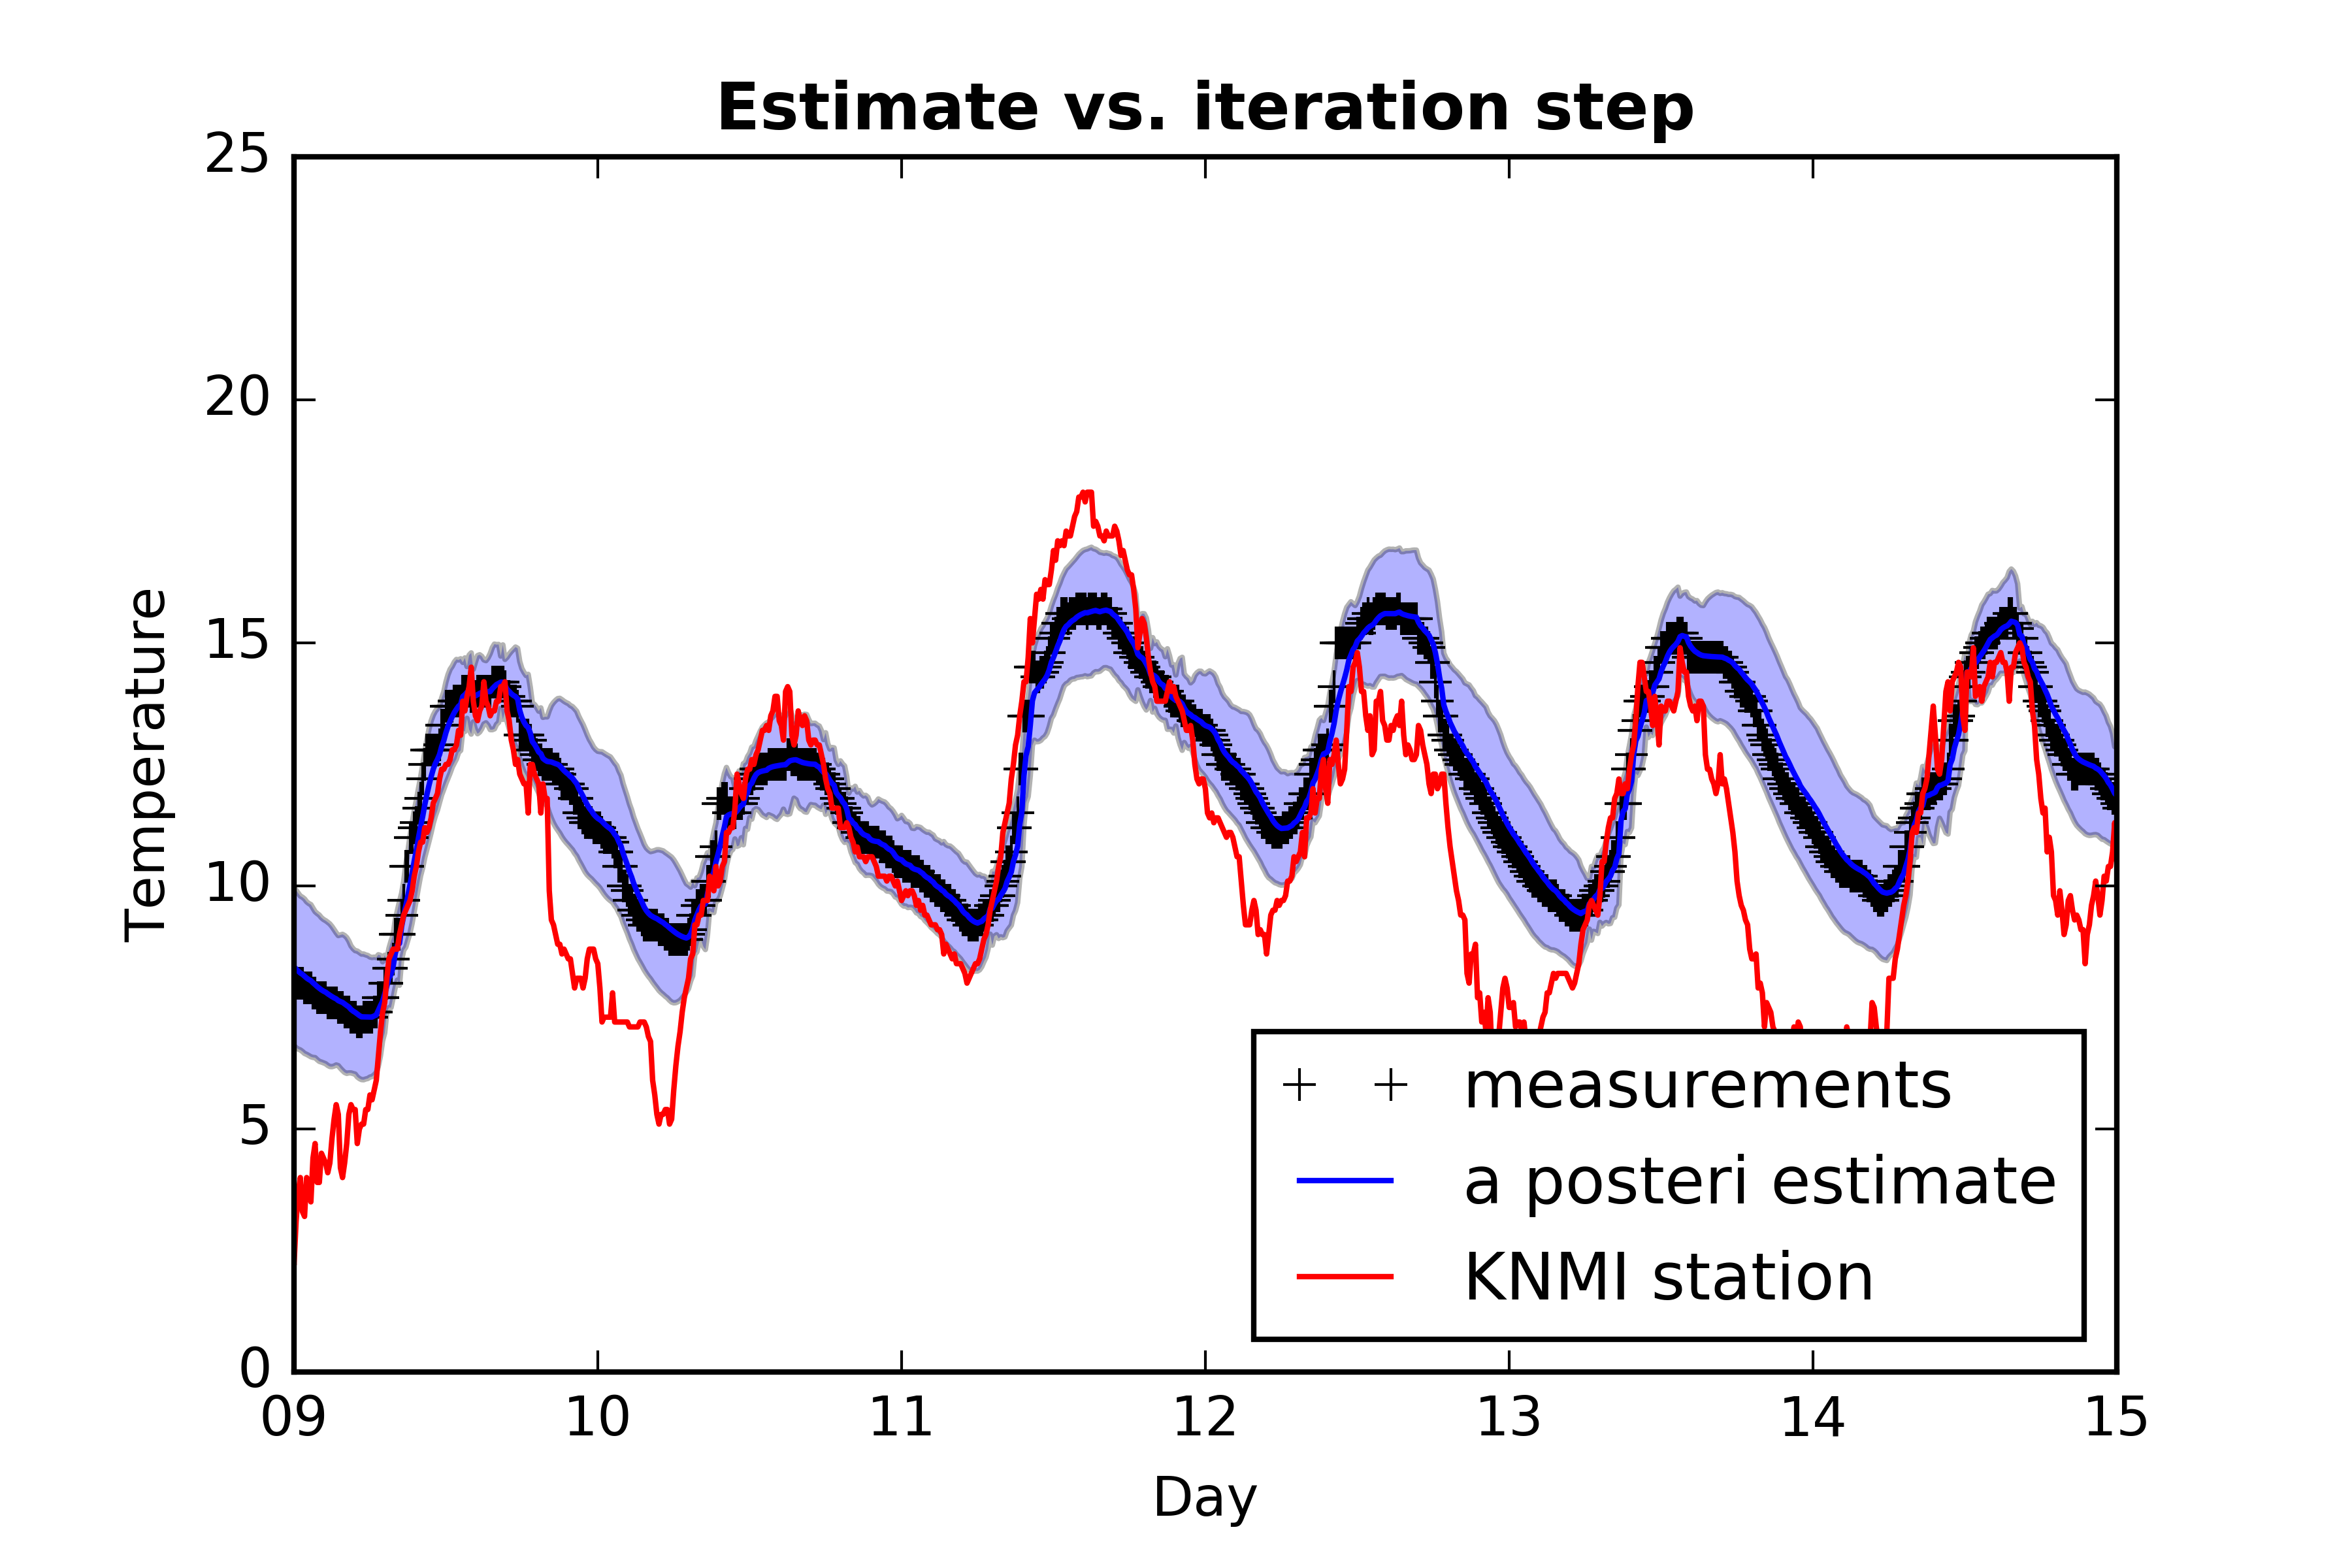 Estimate vs. iteration step
25
20
15
10
5
0
Temperature
09 10 11 12 13 14 15
Day
measurements
a posteri estimate
KNMI station